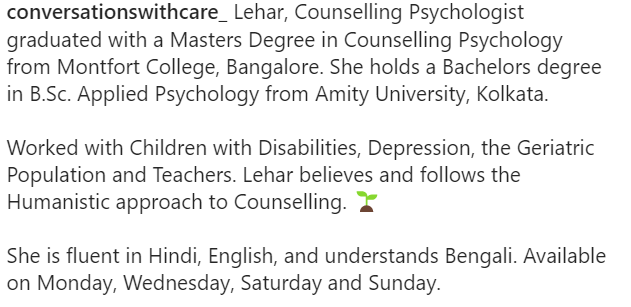 conversationswithcare_ Lehar, Counselling Psychologist
graduated with a Masters Degree in Counselling Psychology
from Montfort College, Bangalore. She holds a Bachelors degree
in B.Sc. Applied Psychology from Amity University, Kolkata.
Worked with Children with Disabilities, Depression, the Geriatric
Population and Teachers. Lehar believes and follows the
Humanistic approach to Counselling. 🌱
She is fluent in Hindi, English, and understands Bengali. Available
on Monday, Wednesday, Saturday and Sunday.